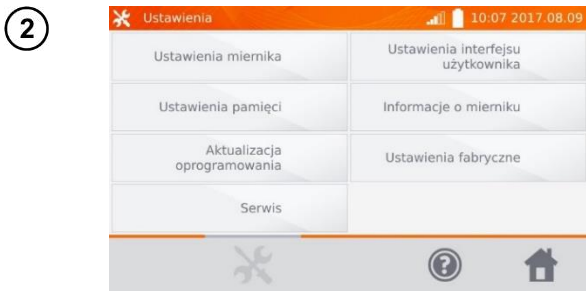 2
Ustawienia
10:07 2017.08.09
Ustawienia miernika
Ustawienia interfejsu
użytkownika
Ustawienia pamięci
Informacje o mierniku
Aktualizacja
oprogramowania
Ustawienia fabryczne
Serwis
?